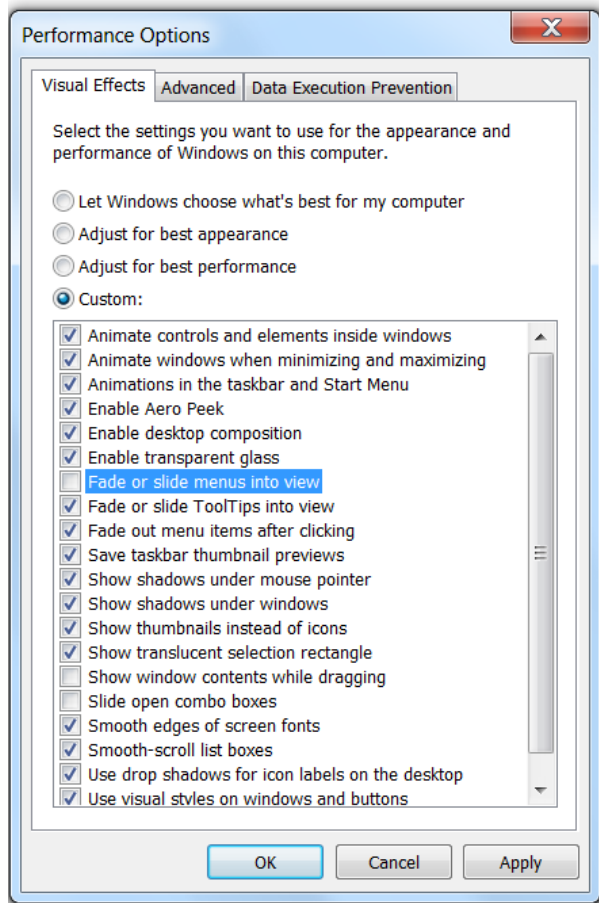 Performance Options
Visual Effects Advanced Data Execution Prevention
Select the settings you want to use for the appearance and
performance of Windows on this computer.
Let Windows choose what's best for my computer
Adjust for best appearance
Adjust for best performance
Custom:
Animate controls and elements inside windows
Animate windows when minimizing and maximizing
Animations in the taskbar and Start Menu
Enable Aero Peek
Enable desktop composition
Enable transparent glass
Fade or slide menus into view
Fade or slide ToolTips into view
Fade out menu items after clicking
Save taskbar thumbnail previews
Show shadows under mouse pointer
Show shadows under windows
Show thumbnails instead of icons
Show translucent selection rectangle
Show window contents while dragging
Slide open combo boxes
Smooth edges of screen fonts
Smooth-scroll list boxes
Use drop shadows for icon labels on the desktop
Use visual styles on windows and buttons
OK Cancel Apply